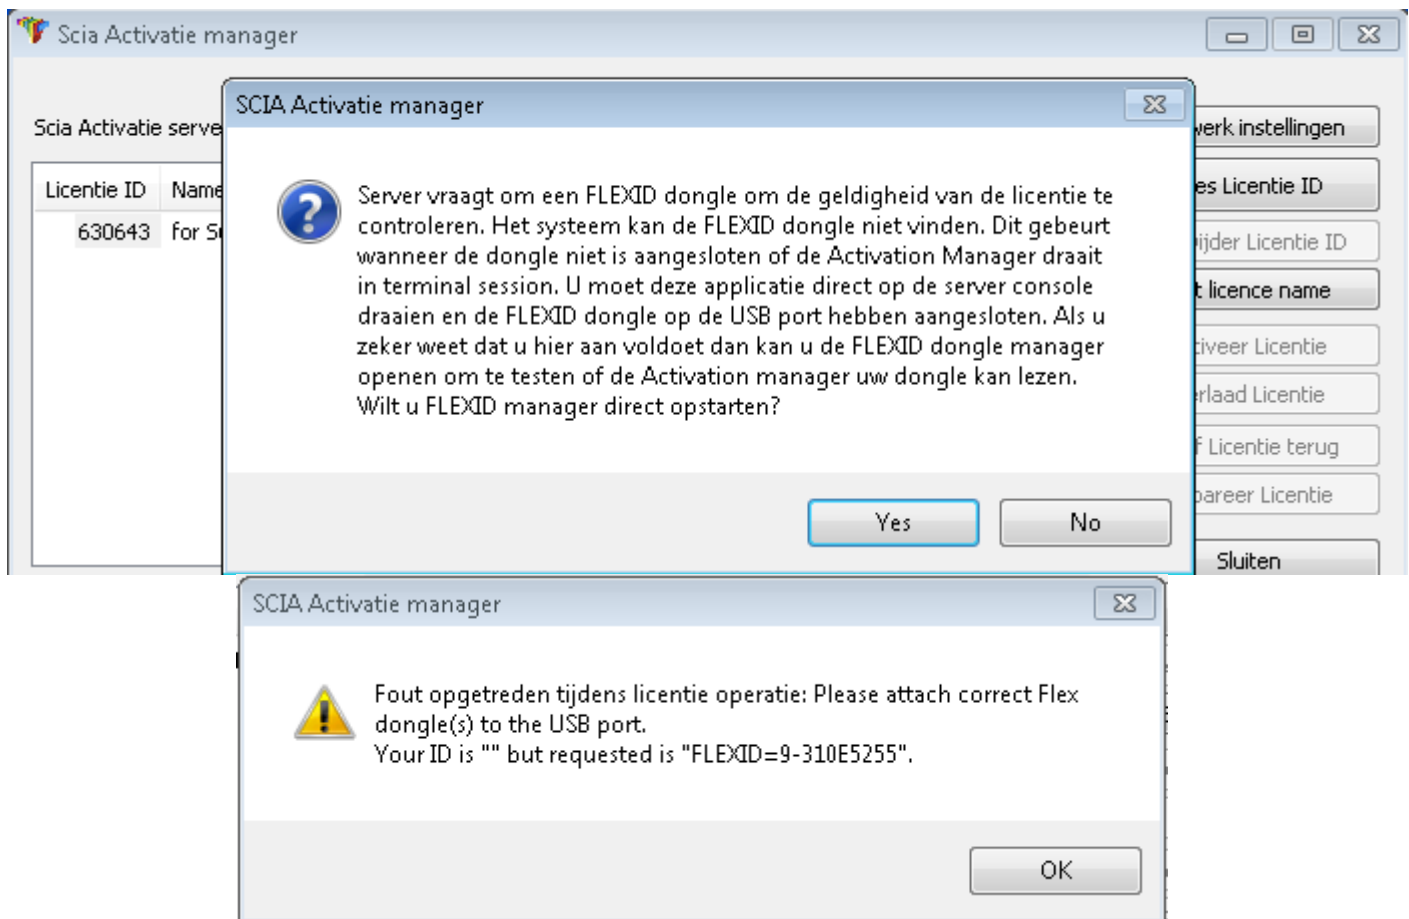 Scia Activatie manager
SCIA Activatie manager
Scia Activatie serve
werk instellingen
Licentie ID Name
es Licentie ID
630643 for S
ijder Licentie ID
t licence name
tiveer Licentie
rlaad Licentie
f Licentie terug
pareer Licentie
Sluiten
Server vraagt om een FLEXID dongle om de geldigheid van de licentie te
controleren. Het systeem kan de FLEXID dongle niet vinden. Dit gebeurt
wanneer de dongle niet is aangesloten of de Activation Manager draait
in terminal session. U moet deze applicatie direct op de server console
draaien en de FLEXID dongle op de USB port hebben aangesloten. Als u
zeker weet dat u hier aan voldoet dan kan u de FLEXID dongle manager
openen om te testen of de Activation manager uw dongle kan lezen.
Wilt u FLEXID manager direct opstarten?
Yes No
SCIA Activatie manager
Fout opgetreden tijdens licentie operatie: Please attach correct Flex
dongle(s) to the USB port.
Your ID is "" but requested is "FLEXID=9-310E5255".
OK